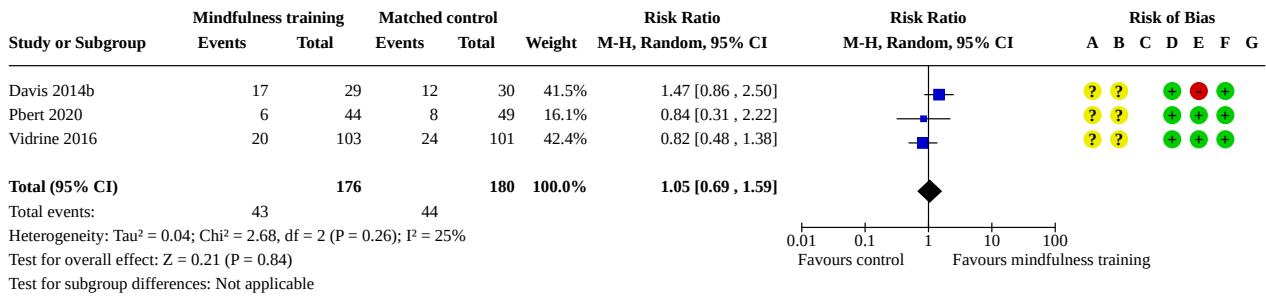 Mindfulness training Matched control Risk Ratio Risk Ratio Risk of Bias
Study or Subgroup Events Total Events Total Weight M-H, Random, 95% CI M-H, Random, 95% CI A B C D E F G
Davis 2014b 17 29 12 30 41.5% 1.47 [0.86 , 2.50] ? ? + - +
Pbert 2020 6 44 8 49 16.1% 0.84 [0.31 , 2.22] ? ? + + +
Vidrine 2016 20 103 24 101 42.4% 0.82 [0.48 , 1.38] ? ? + + +
Total (95% CI) 176 180 100.0% 1.05 [0.69 , 1.59]
Total events: 43 44
Heterogeneity: Tau² = 0.04; Chi² = 2.68, df = 2 (P = 0.26); I² = 25%
0.01 0.1 1 10 100
Test for overall effect: Z = 0.21 (P = 0.84)
Favours control Favours mindfulness training
Test for subgroup differences: Not applicable